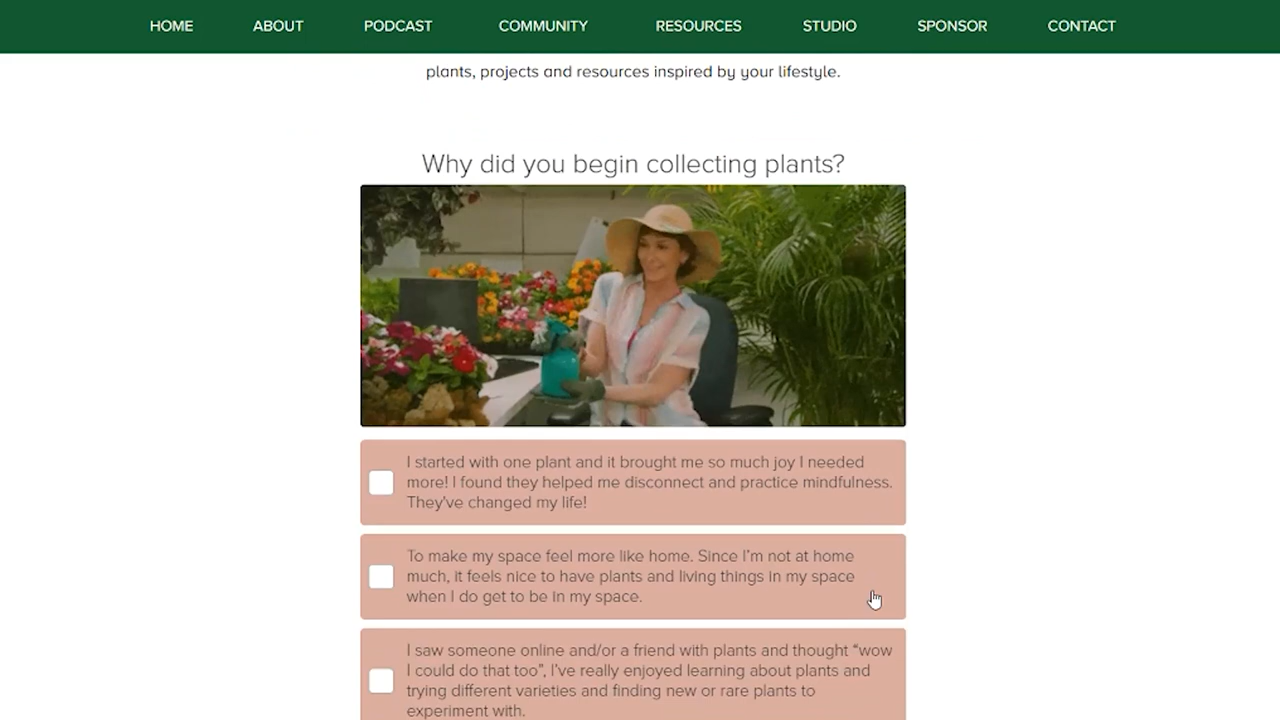 HOME ABOUT PODCAST COMMUNITY RESOURCES STUDIO SPONSOR CONTACT
plants, projects and resources inspired by your lifestyle.
Why did you begin collecting plants?
I started with one plant and it brought me so much joy I needed
more! I found they helped me disconnect and practice mindfulness.
They've changed my life!
To make my space feel more like home. Since I'm not at home
much, it feels nice to have plants and living things in my space
when I do get to be in my space.
I saw someone online and/or a friend with plants and thought “wow
I could do that too”, I've really enjoyed learning about plants and
trying different varieties and finding new or rare plants to
experiment with.